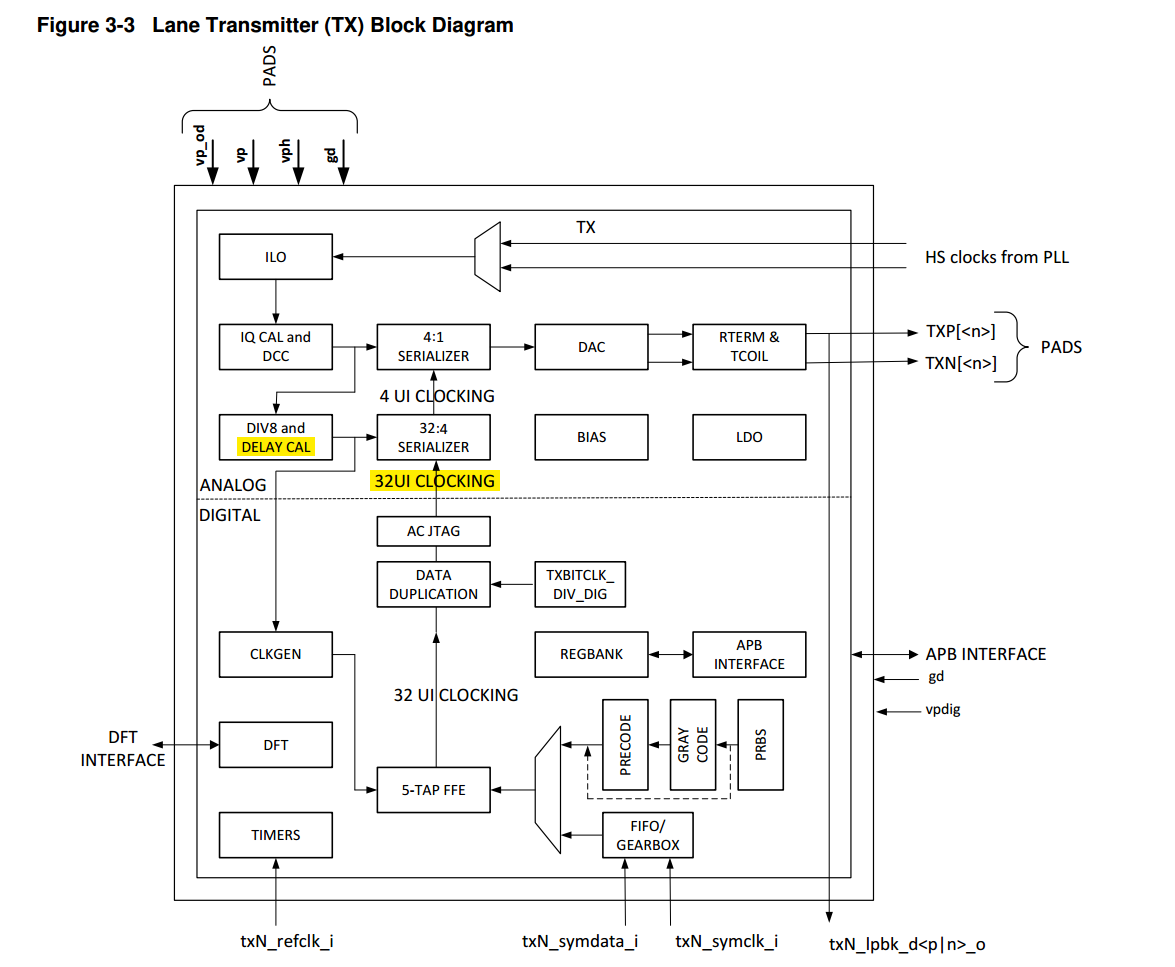 Figure 3-3 Lane Transmitter (TX) Block Diagram
PADS
vp_od
vp
vph
gd
TX
ILO
HS clocks from PLL
IQ CAL and
DCC
4:1
SERIALIZER
DAC
RTERM &
TCOIL
TXP[<n>]
TXN[<n>]
PADS
4 UI CLOCKING
DIV8 and
DELAY CAL
32:4
SERIALIZER
BIAS
LDO
32UI CLOCKING
ANALOG
DIGITAL
AC JTAG
DATA
DUPLICATION
TXBITCLK_
DIV_DIG
CLKGEN
REGBANK
APB
INTERFACE
APB INTERFACE
gd
vpdig
32 UI CLOCKING
DFT
INTERFACE
DFT
PRECODE
GRAY
CODE
PRBS
5-TAP FFE
TIMERS
FIFO/
GEARBOX
txN_refclk_i
txN_symdata_i
txN_symclk_i
txN_lpbk_d<p|n>_o